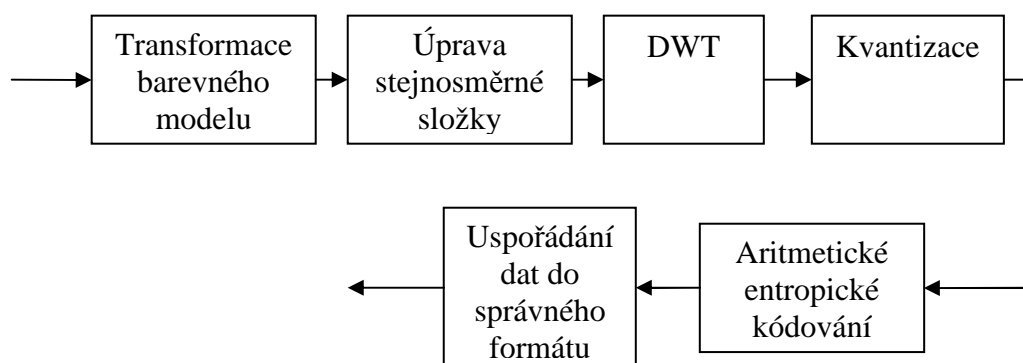 Transformace
barevného
modelu
Úprava
stejnosměrné
složky
DWT
Kvantizace
Uspořádání
dat do
správného
formátu
Aritmetické
entropické
kódování